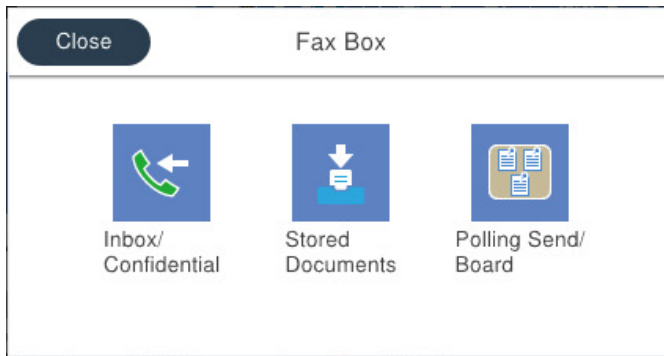 Close
Fax Box
Inbox/
Confidential
Stored
Documents
Polling Send/
Board